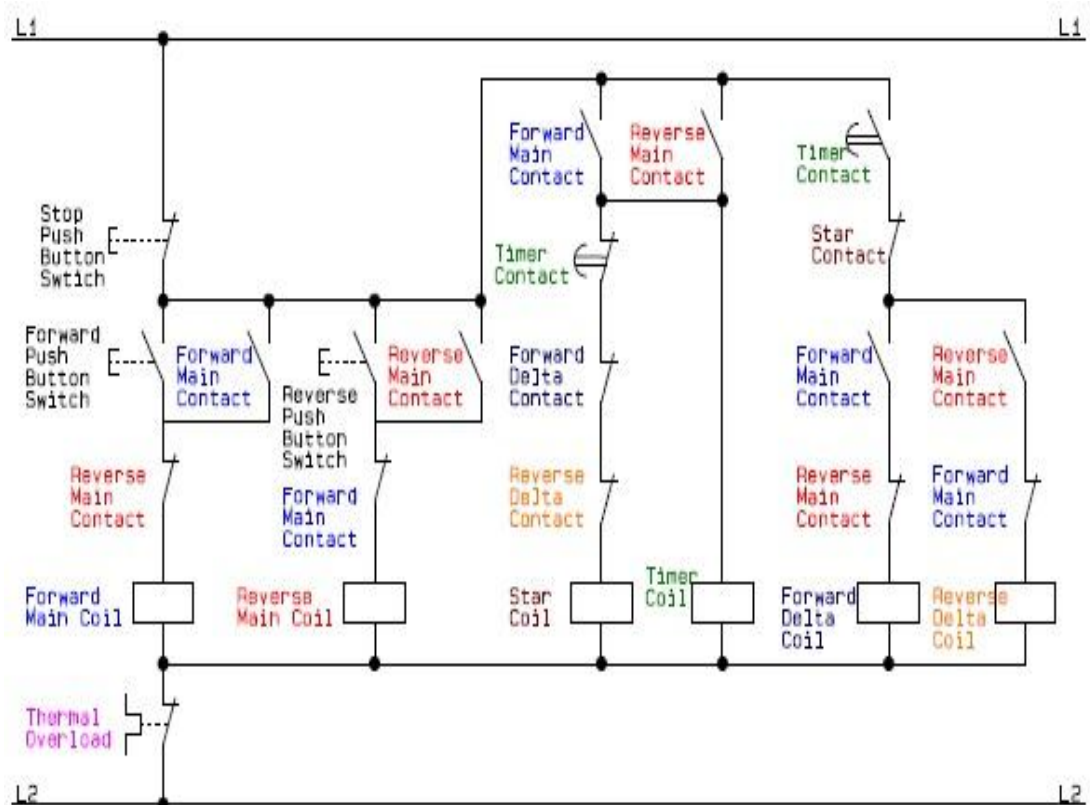 L1
L1
Forward
Main
Contact
Reverse
Main
Contact
Timer
Contact
Stop
Push
Button
Swtich
Timer
Contact
Star
Contact
Forward
Push
Button
Switch
Forward
Main
Contact
Reverse
Push
Button
Switch
Reverse
Main
Contact
Forward
Delta
Contact
Forward
Main
Contact
Reverse
Main
Contact
Reverse
Main
Contact
Forward
Main
Contact
Reverse
Delta
Contact
Reverse
Main
Contact
Forward
Main
Contact
Forward
Main Coil
Reverse
Main Coil
Star
Coil
Timer
Coil
Forward
Delta
Coil
Reverse
Delta
Coil
Thermal
Overload
L2
L2